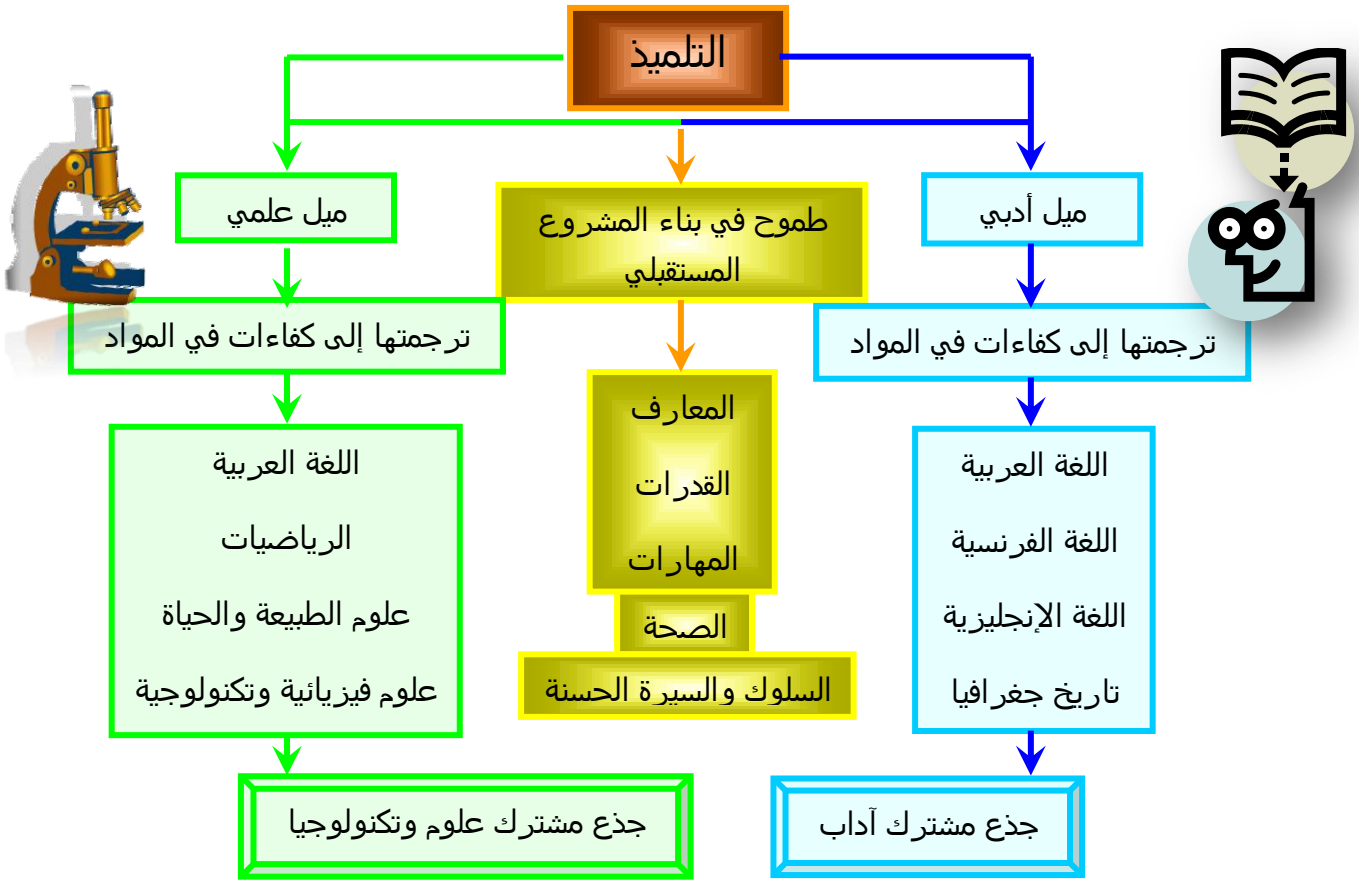 التلميذ
ميل أدبي
ترجمتها إلى كفاءات في المواد
اللغة العربية
اللغة الفرنسية
اللغة الإنجليزية
تاريخ جغرافيا
جذع مشترك آداب
طموح في بناء المشروع
المستقبلي
المعارف
القدرات
المهارات
الصحة
السلوك والسيرة الحسنة
ميل علمي
ترجمتها إلى كفاءات في المواد
اللغة العربية
الرياضيات
علوم الطبيعة والحياة
علوم فيزيائية وتكنولوجية
جذع مشترك علوم وتكنولوجيا